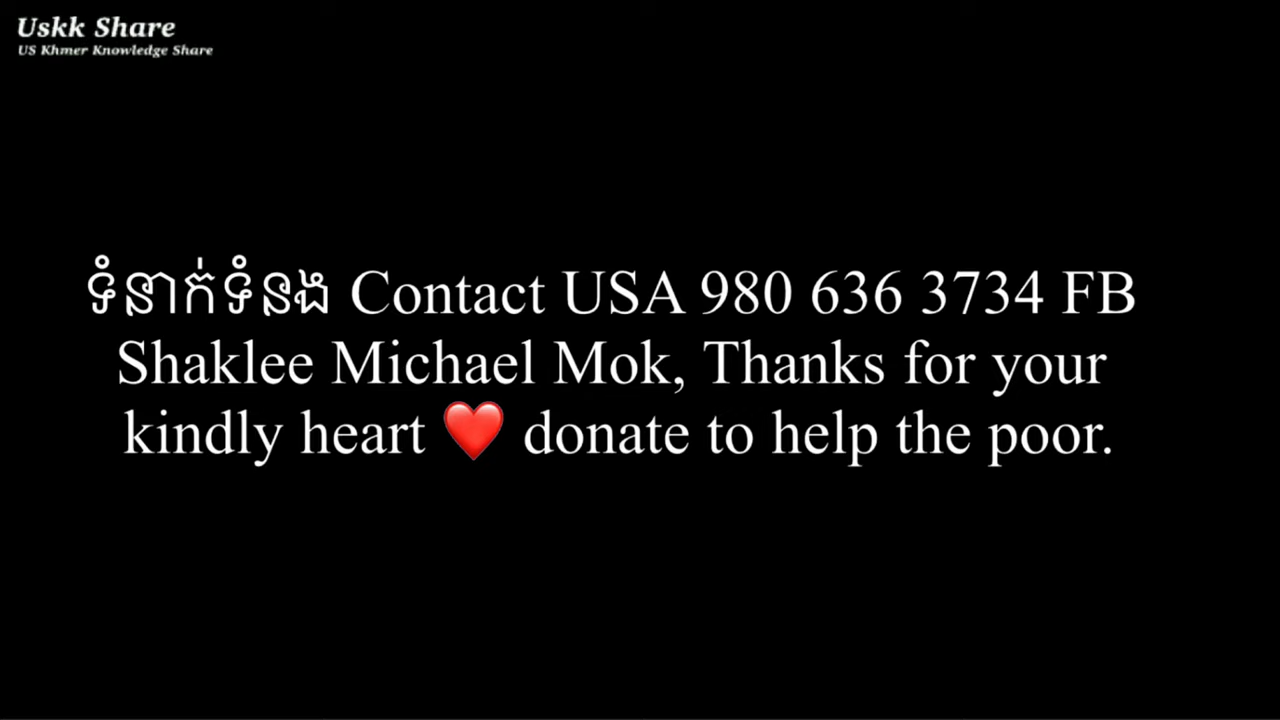 Uskk Share
US Khmer Knowledge Share
ទំនាក់ទំនង Contact USA 980 636 3734 FB
Shaklee Michael Mok, Thanks for your
kindly heart ❤️ donate to help the poor.